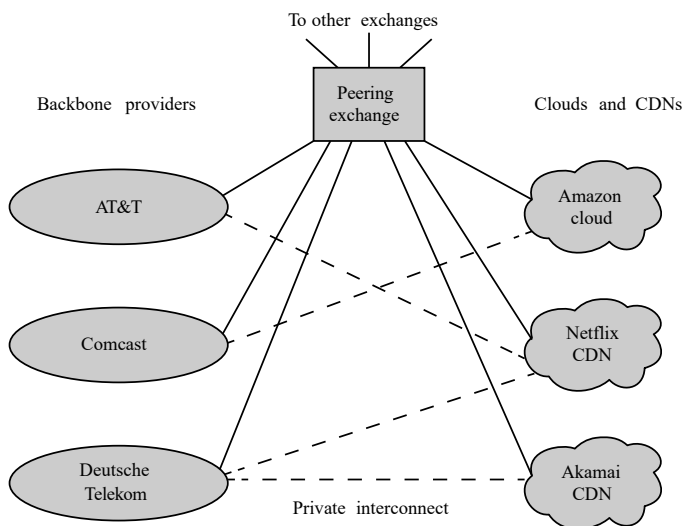 To other exchanges
Backbone providers
Peering
exchange
Clouds and CDNs
AT&T
Amazon
cloud
Comcast
Netflix
CDN
Deutsche
Telekom
Akamai
CDN
Private interconnect